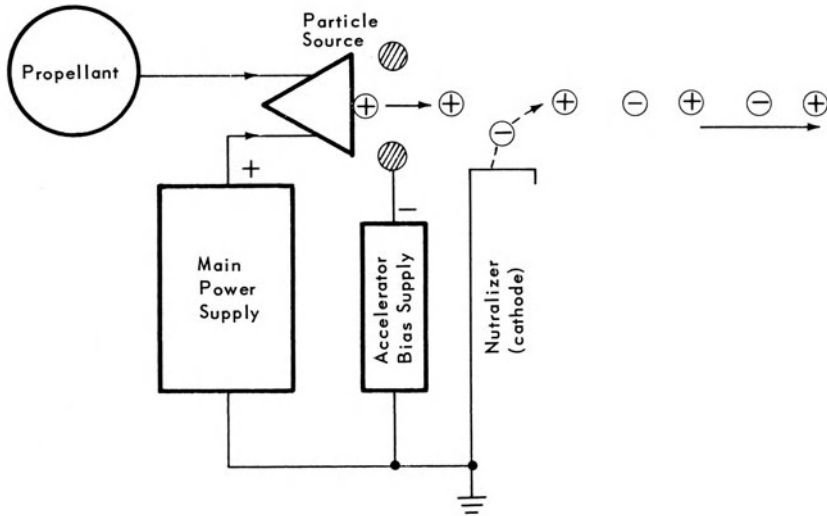 Particle
Source
Propellant
+
−
Main
Power
Supply
Accelerator
Bias Supply
Nutralizer
(cathode)
+
+
−
+
−
+
−
+